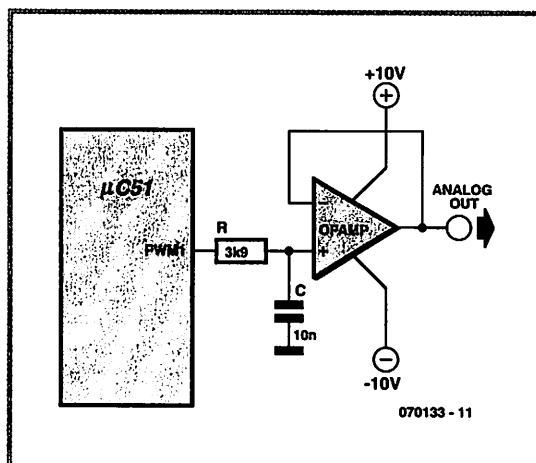 +10V
µC51
ANALOG
OUT
R
OPAMP
PWM1
3k9
C
10n
-10V
070133 - 11